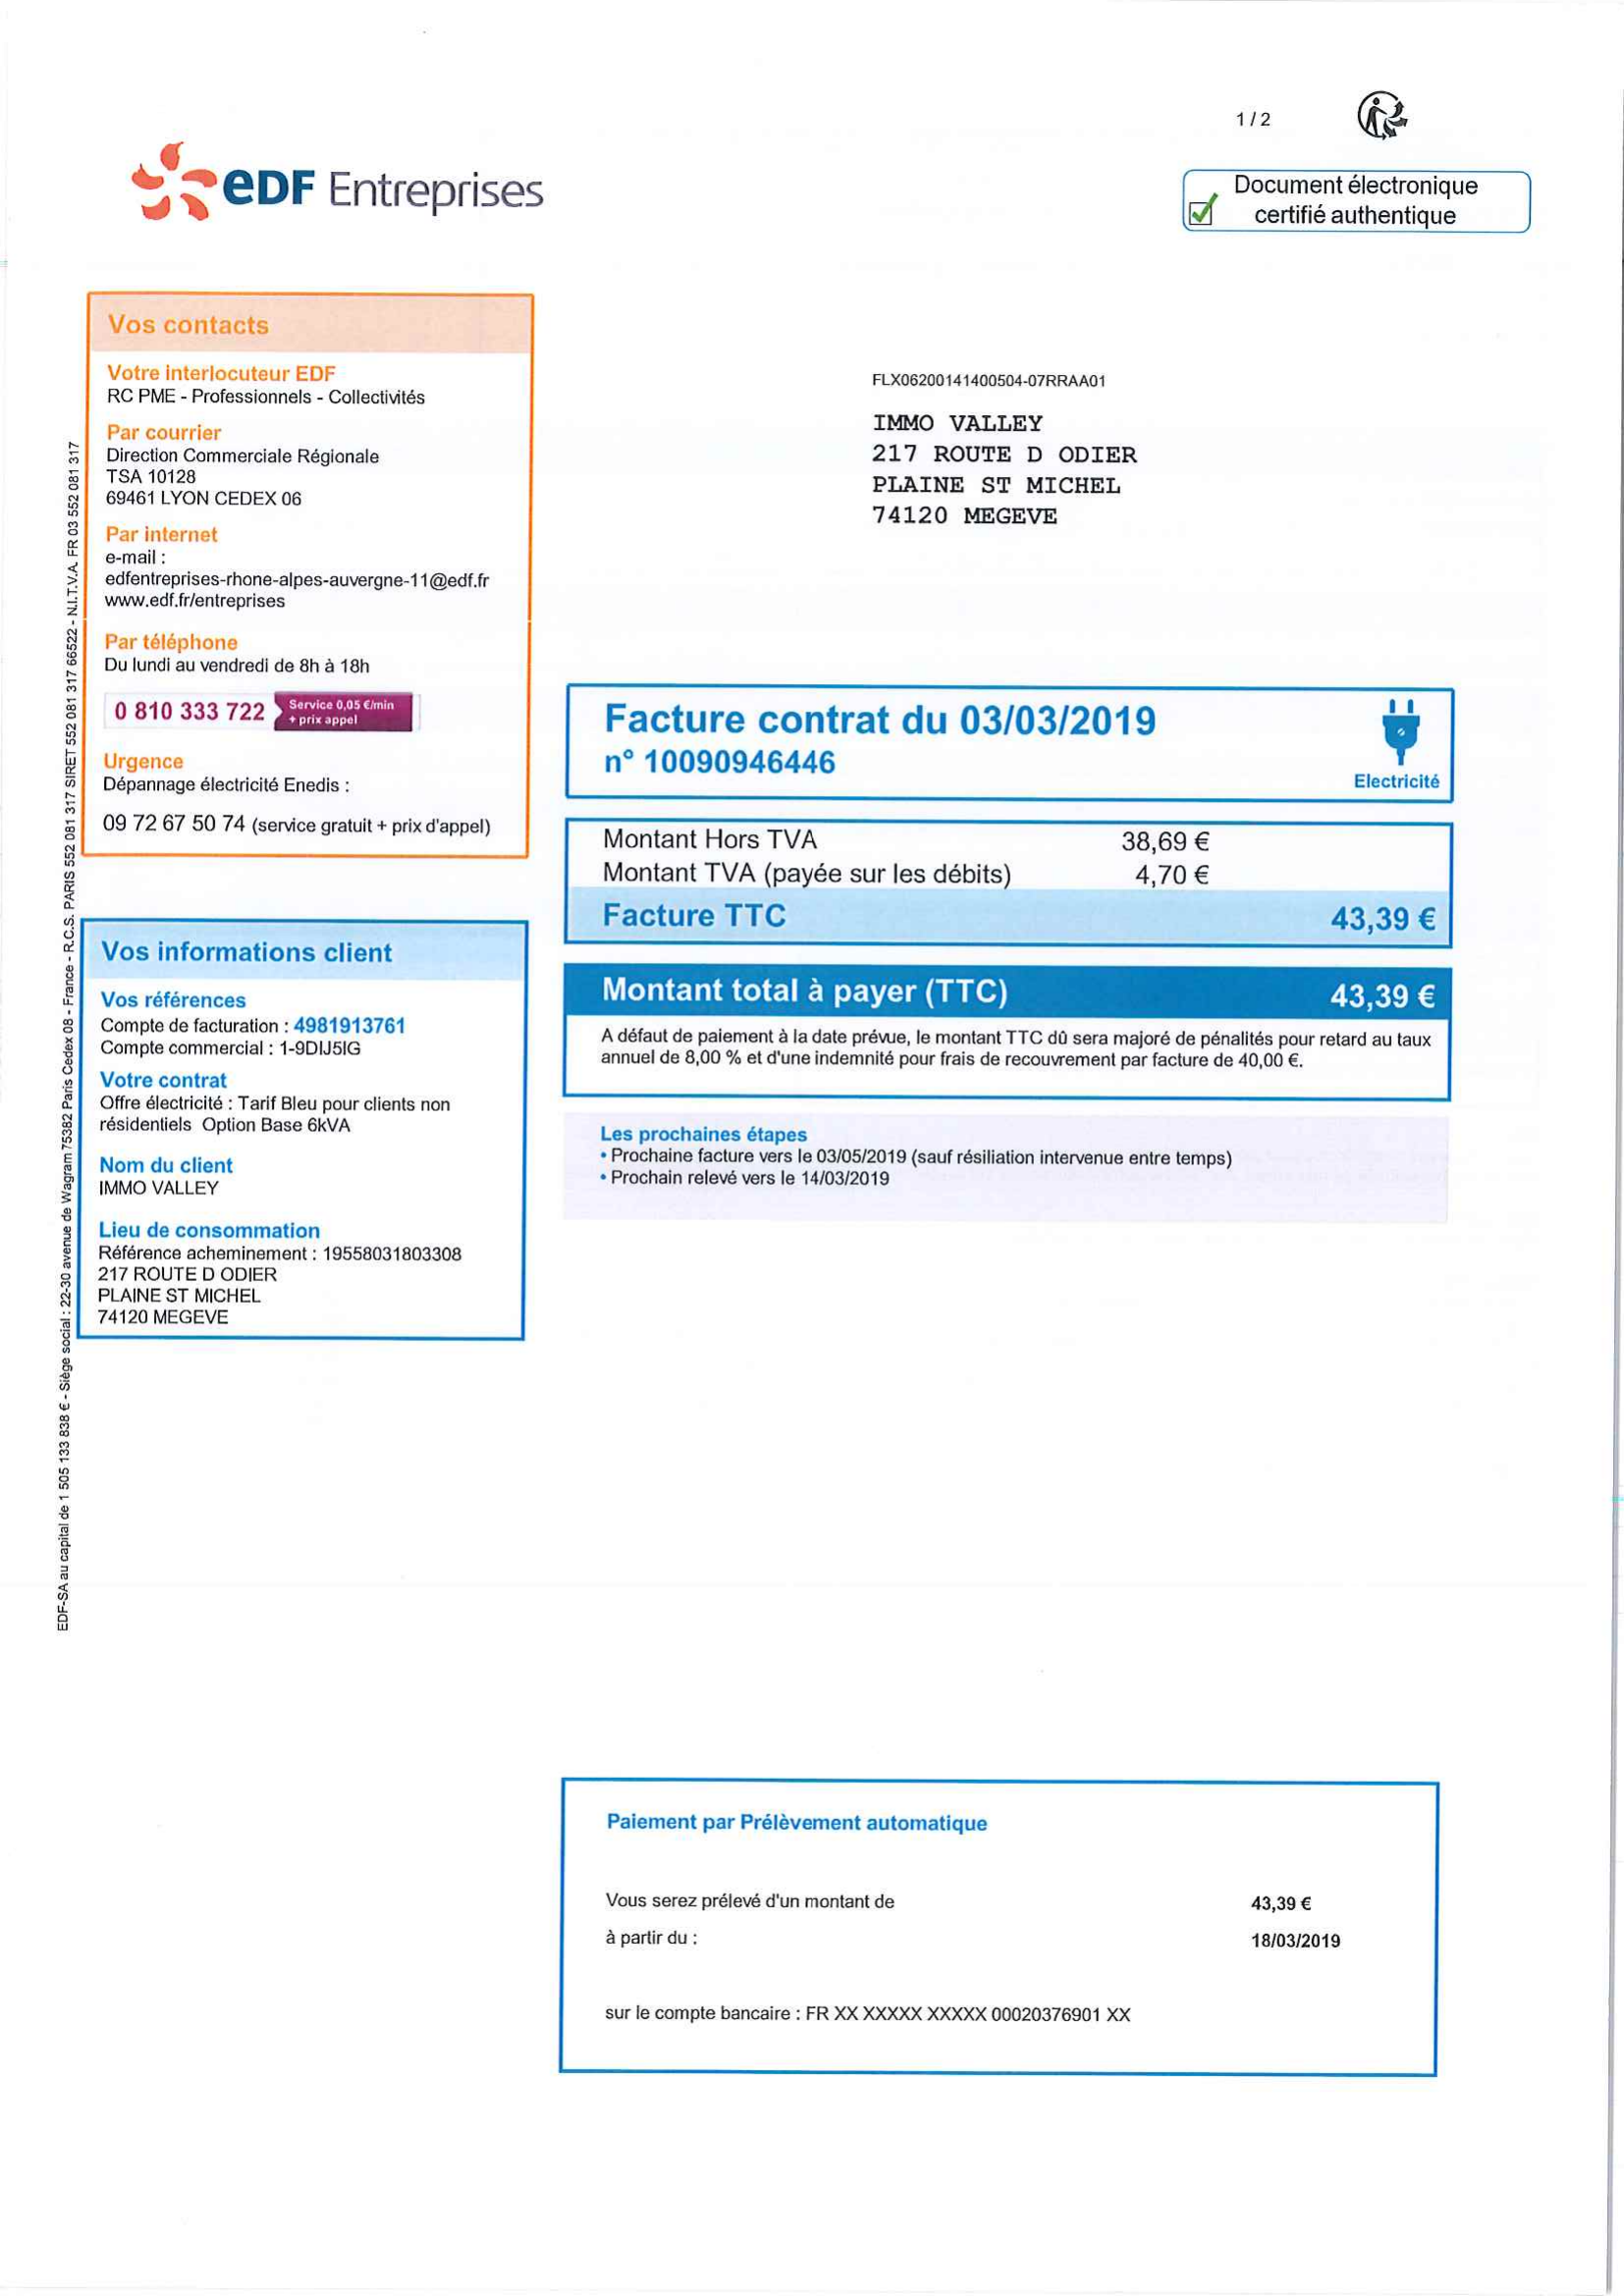 1 / 2
eDF Entreprises
Document électronique
certifié authentique
Vos contacts
Votre interlocuteur EDF
RC PME - Professionnels - Collectivités
Par courrier
Direction Commerciale Régionale
TSA 10128
69461 LYON CEDEX 06
Par internet
e-mail :
edfentreprises-rhone-alpes-auvergne-11@edf.fr
www.edf.fr/entreprises
Par téléphone
Du lundi au vendredi de 8h à 18h
0 810 333 722
Service 0,05 €/min
+ prix appel
Urgence
Dépannage électricité Enedis :
09 72 67 50 74 (service gratuit + prix d'appel)
FLX06200141400504-07RRAA01
IMMO VALLEY
217 ROUTE D ODIER
PLAINE ST MICHEL
74120 MEGEVE
Facture contrat du 03/03/2019
n° 10090946446
Electricité
Montant Hors TVA 38,69 €
Montant TVA (payée sur les débits) 4,70 €
Facture TTC 43,39 €
Montant total à payer (TTC) 43,39 €
A défaut de paiement à la date prévue, le montant TTC dû sera majoré de pénalités pour retard au taux
annuel de 8,00 % et d'une indemnité pour frais de recouvrement par facture de 40,00 €.
Les prochaines étapes
• Prochaine facture vers le 03/05/2019 (sauf résiliation intervenue entre temps)
• Prochain relevé vers le 14/03/2019
Vos informations client
Vos références
Compte de facturation : 4981913761
Compte commercial : 1-9DIJ5IG
Votre contrat
Offre électricité : Tarif Bleu pour clients non
résidentiels Option Base 6kVA
Nom du client
IMMO VALLEY
Lieu de consommation
Référence acheminement : 19558031803308
217 ROUTE D ODIER
PLAINE ST MICHEL
74120 MEGEVE
EDF-SA au capital de 1 505 133 838 € - Siège social : 22-30 avenue de Wagram 75382 Paris Cedex 08 - France - R.C.S. PARIS 552 081 317 SIRET 552 081 317 66522 - N.I.T.V.A. FR 03 552 081 317
Paiement par Prélèvement automatique
Vous serez prélevé d'un montant de 43,39 €
à partir du : 18/03/2019
sur le compte bancaire : FR XX XXXXX XXXXX 00020376901 XX